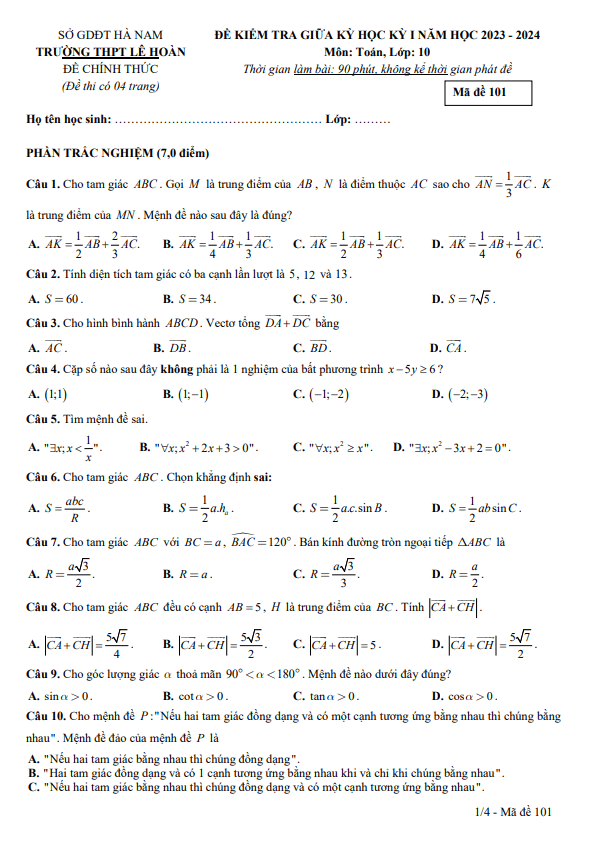 SỞ GDĐT HÀ NAM
TRƯỜNG THPT LÊ HOÀN
ĐỀ CHÍNH THỨC
(Đề thi có 04 trang)
ĐỀ KIỂM TRA GIỮA KỲ HỌC KỲ I NĂM HỌC 2023 - 2024
Môn: Toán, Lớp: 10
Thời gian làm bài: 90 phút, không kể thời gian phát đề
Mã đề 101
Họ tên học sinh: …………………………………………… Lớp: ………
PHẦN TRẮC NGHIỆM (7,0 điểm)
Câu 1. Cho tam giác $ABC$. Gọi $M$ là trung điểm của $AB$, $N$ là điểm thuộc $AC$ sao cho $\overrightarrow{AN}=\frac{1}{3}\overrightarrow{AC}$. $K$
là trung điểm của $MN$. Mệnh đề nào sau đây là đúng?
A. $\overrightarrow{AK}=\frac{1}{2}\overrightarrow{AB}+\frac{2}{3}\overrightarrow{AC}$. B. $\overrightarrow{AK}=\frac{1}{4}\overrightarrow{AB}+\frac{1}{3}\overrightarrow{AC}$. C. $\overrightarrow{AK}=\frac{1}{2}\overrightarrow{AB}+\frac{1}{3}\overrightarrow{AC}$. D. $\overrightarrow{AK}=\frac{1}{4}\overrightarrow{AB}+\frac{1}{6}\overrightarrow{AC}$.
Câu 2. Tính diện tích tam giác có ba cạnh lần lượt là 5, 12 và 13.
A. $S=60$. B. $S=34$. C. $S=30$. D. $S=7\sqrt{5}$.
Câu 3. Cho hình bình hành $ABCD$. Vectơ tổng $\overrightarrow{DA}+\overrightarrow{DC}$ bằng
A. $\overrightarrow{AC}$. B. $\overrightarrow{DB}$. C. $\overrightarrow{BD}$. D. $\overrightarrow{CA}$.
Câu 4. Cặp số nào sau đây không phải là 1 nghiệm của bất phương trình $x-5y\geq 6$?
A. $(1;1)$ B. $(1;-1)$ C. $(-1;-2)$ D. $(-2;-3)$
Câu 5. Tìm mệnh đề sai.
A. "$\exists x; x<\frac{1}{x}$". B. "$\forall x; x^2+2x+3>0$". C. "$\forall x; x^2\geq x$". D. "$\exists x; x^2-3x+2=0$".
Câu 6. Cho tam giác $ABC$. Chọn khẳng định sai:
A. $S=\frac{abc}{R}$. B. $S=\frac{1}{2}a.h_a$. C. $S=\frac{1}{2}a.c.\sin B$. D. $S=\frac{1}{2}ab\sin C$.
Câu 7. Cho tam giác $ABC$ với $BC=a$, $\widehat{BAC}=120°$. Bán kính đường tròn ngoại tiếp $\Delta ABC$ là
A. $R=\frac{a\sqrt{3}}{2}$. B. $R=a$. C. $R=\frac{a\sqrt{3}}{3}$. D. $R=\frac{a}{2}$.
Câu 8. Cho tam giác $ABC$ đều có cạnh $AB=5$, $H$ là trung điểm của $BC$. Tính $|\overrightarrow{CA}+\overrightarrow{CH}|$.
A. $|\overrightarrow{CA}+\overrightarrow{CH}|=\frac{5\sqrt{7}}{4}$. B. $|\overrightarrow{CA}+\overrightarrow{CH}|=\frac{5\sqrt{3}}{2}$. C. $|\overrightarrow{CA}+\overrightarrow{CH}|=5$. D. $|\overrightarrow{CA}+\overrightarrow{CH}|=\frac{5\sqrt{7}}{2}$.
Câu 9. Cho góc lượng giác $\alpha$ thoả mãn $90°<\alpha<180°$. Mệnh đề nào dưới đây đúng?
A. $\sin\alpha>0$. B. $\cot\alpha>0$. C. $\tan\alpha>0$. D. $\cos\alpha>0$.
Câu 10. Cho mệnh đề $P$:"Nếu hai tam giác đồng dạng và có một cạnh tương ứng bằng nhau thì chúng bằng
nhau". Mệnh đề đảo của mệnh đề $P$ là
A. "Nếu hai tam giác bằng nhau thì chúng đồng dạng".
B. "Hai tam giác đồng dạng và có 1 cạnh tương ứng bằng nhau khi và chỉ khi chúng bằng nhau".
C. "Nếu hai tam giác bằng nhau thì chúng đồng dạng và có một cạnh tương ứng bằng nhau".
1/4 - Mã đề 101